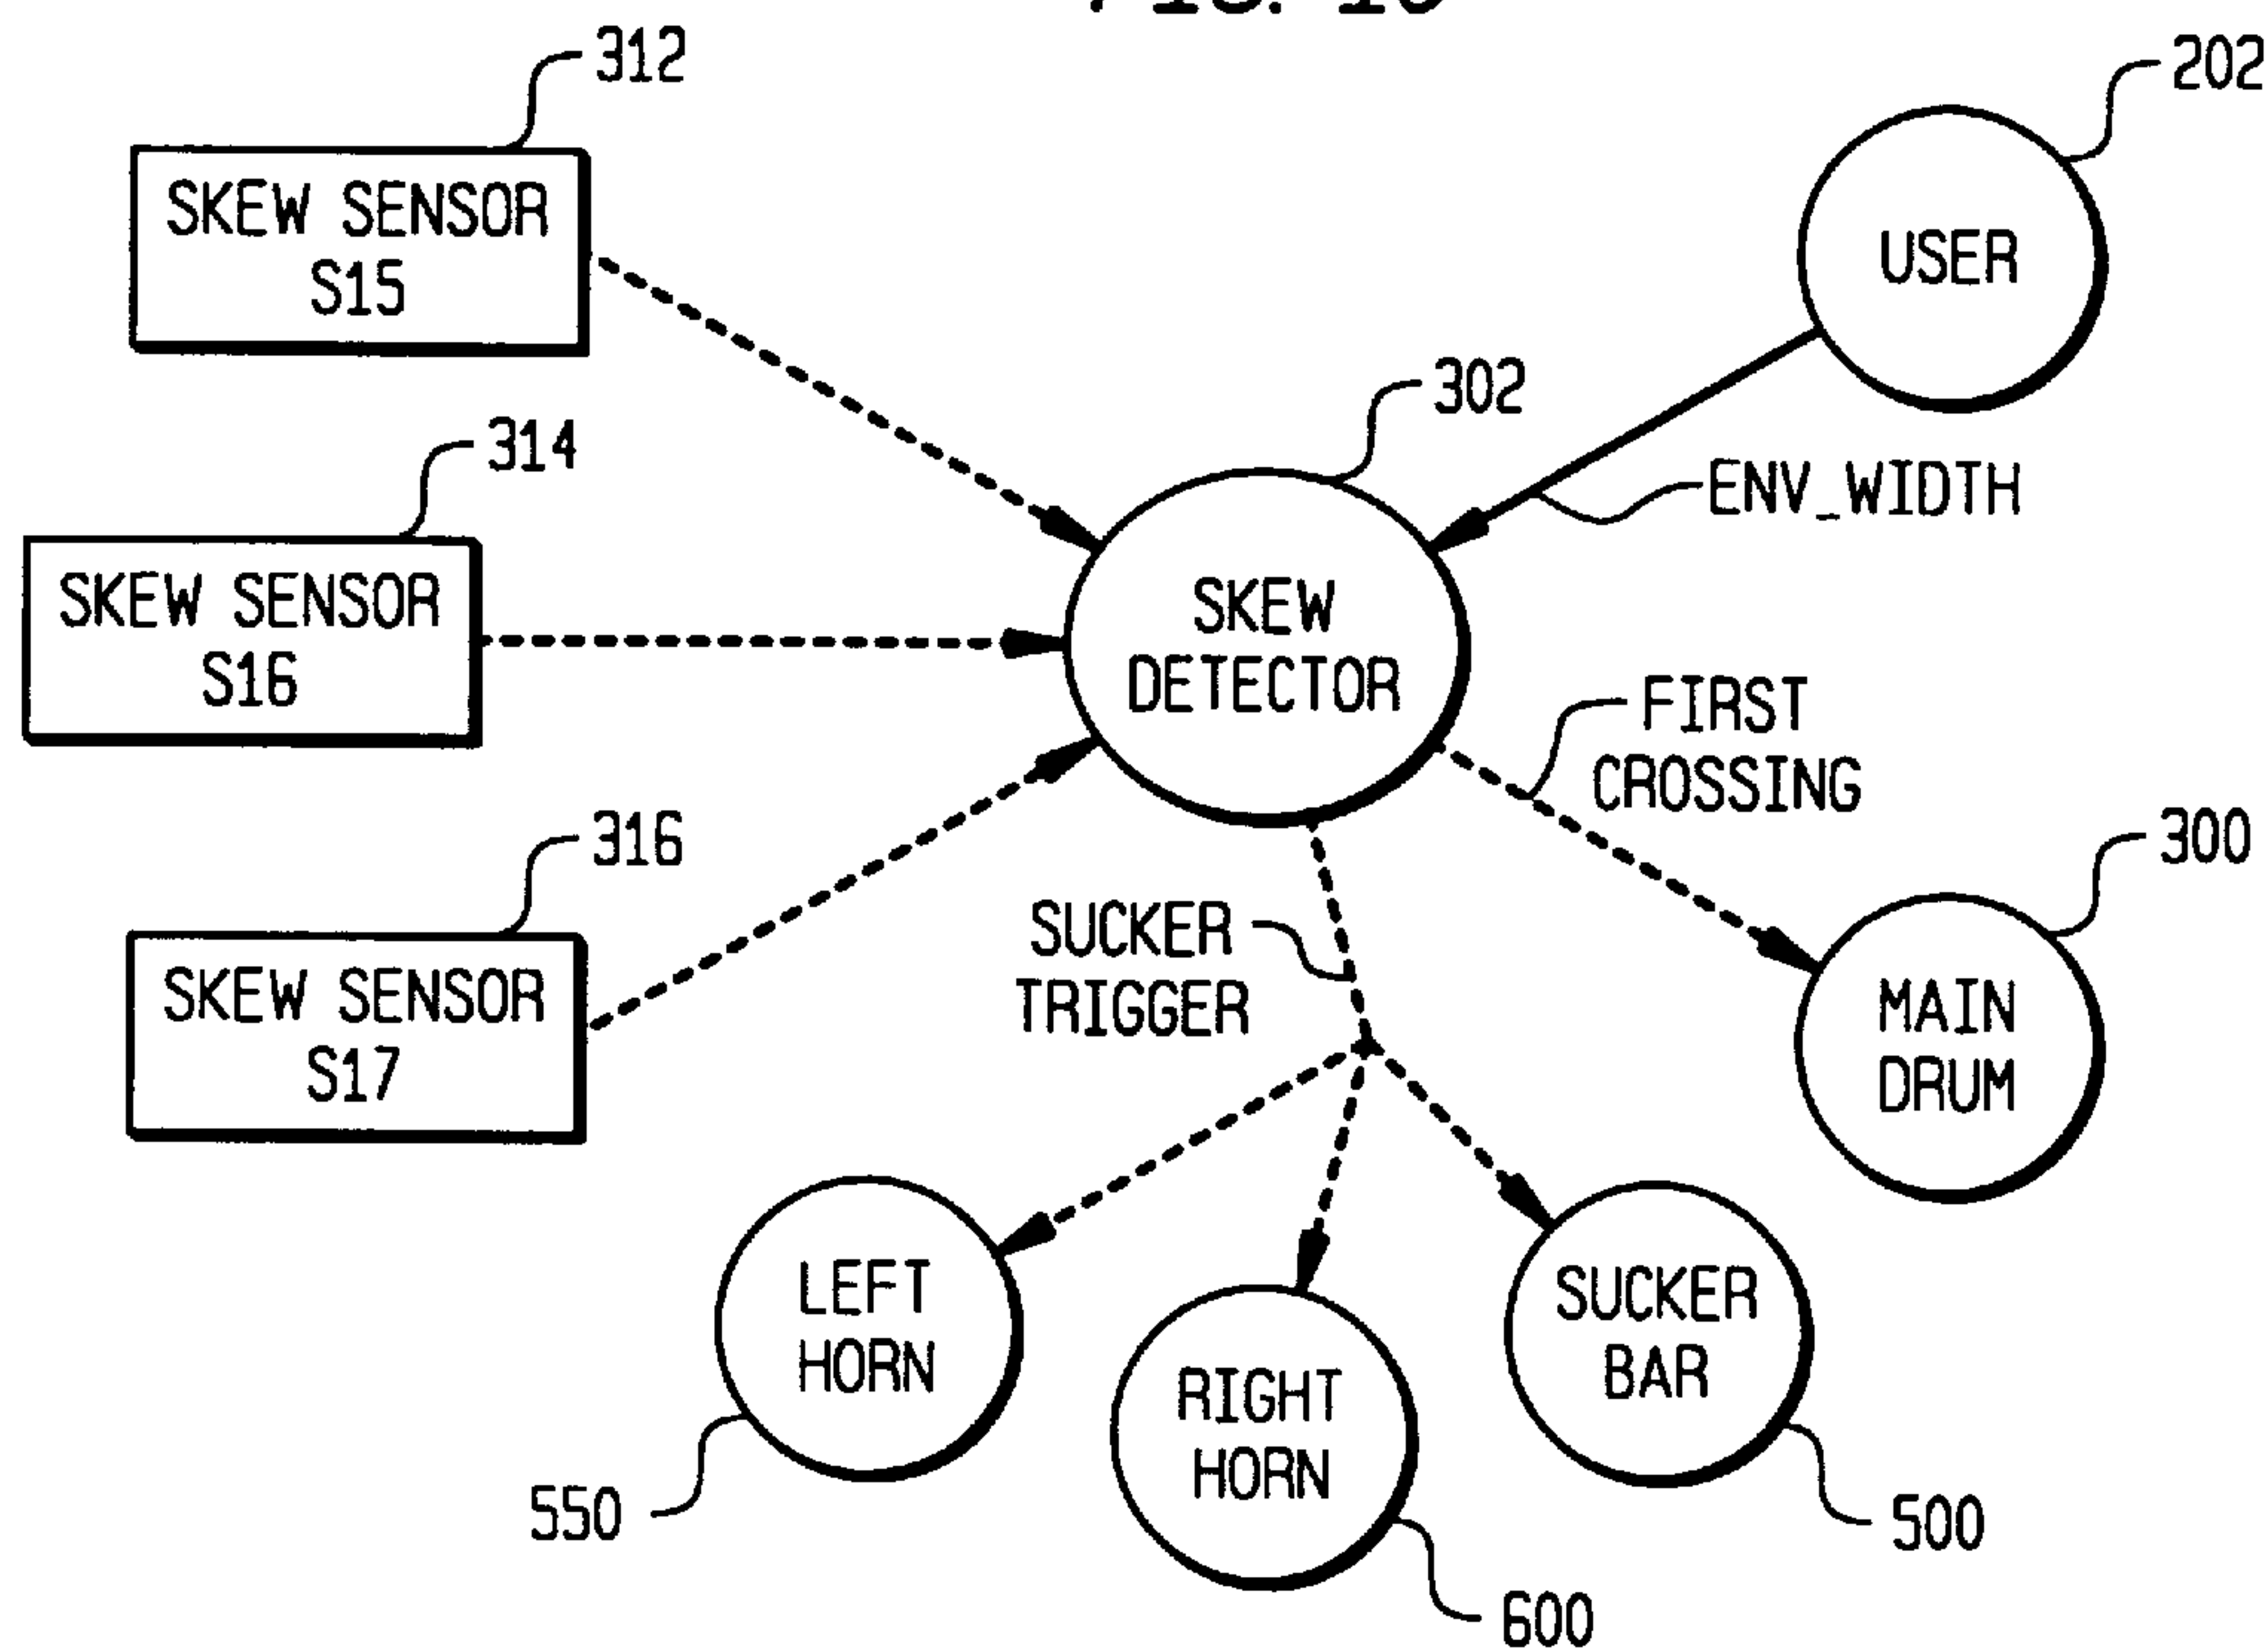 312
202
SKEW SENSOR
S15
USER
314
302
ENV_WIDTH
SKEW SENSOR
S16
SKEW
DETECTOR
FIRST
CROSSING
316
300
SKEW SENSOR
S17
SUCKER
TRIGGER
MAIN
DRUM
LEFT
HORN
RIGHT
HORN
SUCKER
BAR
550
500
600